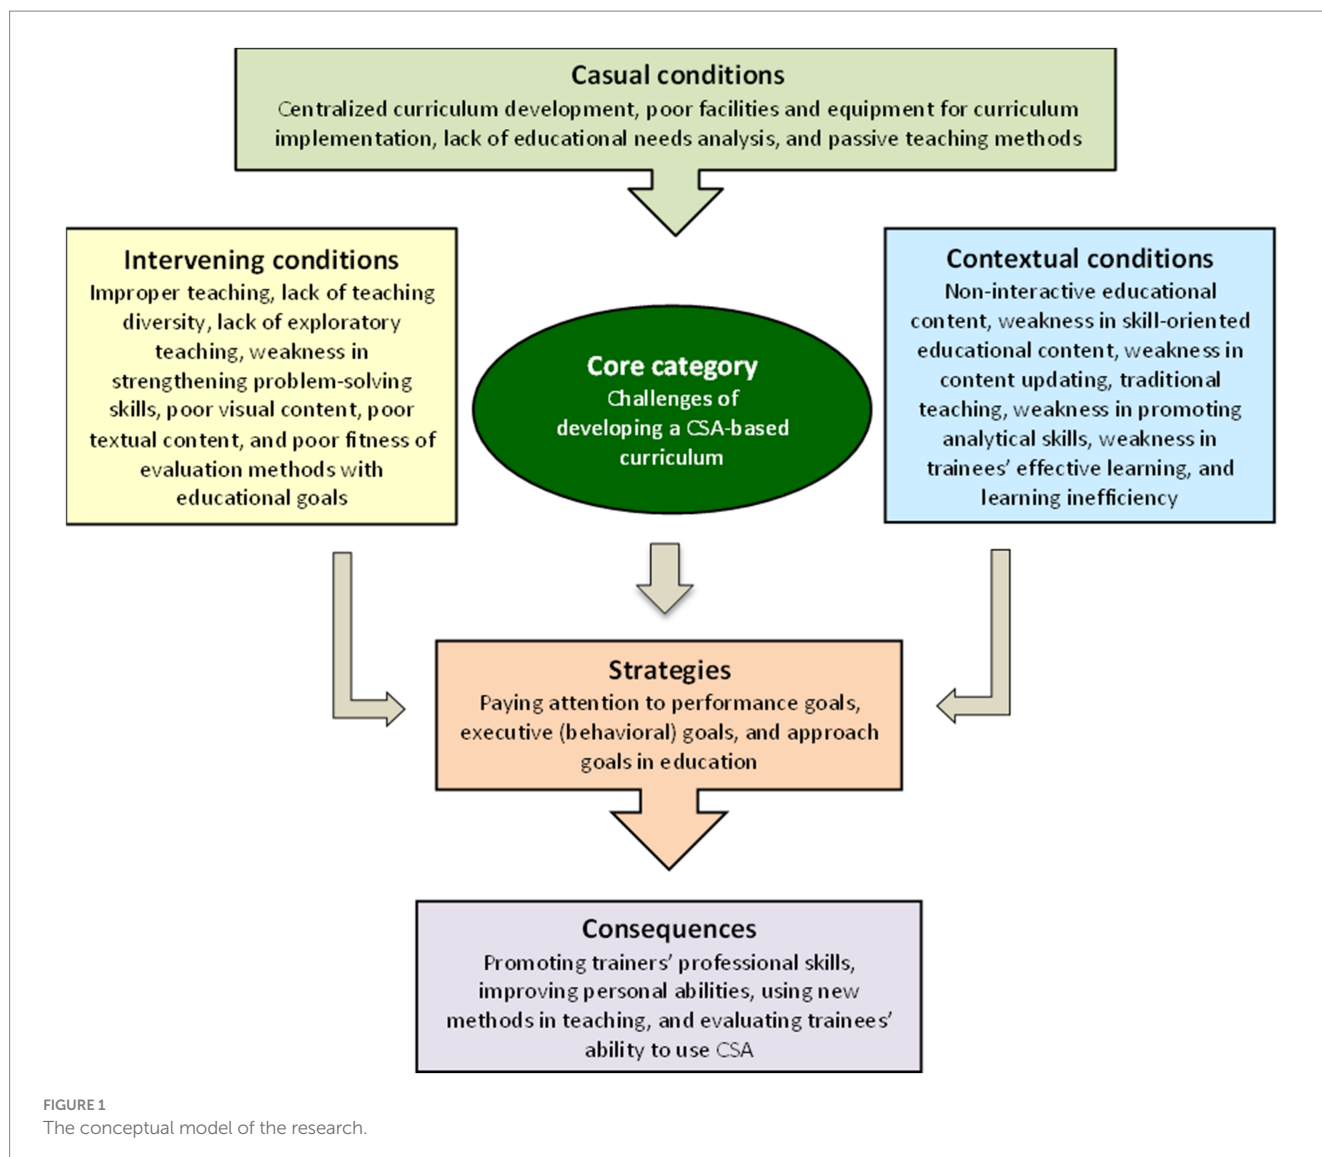 Casual conditions
Centralized curriculum development, poor facilities and equipment for curriculum
implementation, lack of educational needs analysis, and passive teaching methods
Intervening conditions
Improper teaching, lack of teaching
diversity, lack of exploratory
teaching, weakness in
strengthening problem-solving
skills, poor visual content, poor
textual content, and poor fitness of
evaluation methods with
educational goals
Core category
Challenges of
developing a CSA-based
curriculum
Contextual conditions
Non-interactive educational
content, weakness in skill-oriented
educational content, weakness in
content updating, traditional
teaching, weakness in promoting
analytical skills, weakness in
trainees’ effective learning, and
learning inefficiency
Strategies
Paying attention to performance goals,
executive (behavioral) goals, and approach
goals in education
Consequences
Promoting trainers’ professional skills,
improving personal abilities, using new
methods in teaching, and evaluating trainees’
ability to use CSA
FIGURE 1
The conceptual model of the research.